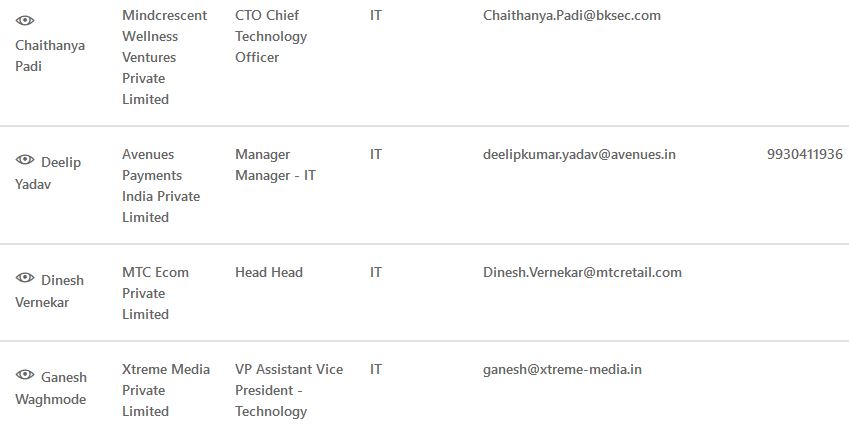 Chaithanya Padi Mindcrescent Wellness Ventures Private Limited CTO Chief Technology Officer IT Chaithanya.Padi@bksec.com
Deelip Yadav Avenues Payments India Private Limited Manager Manager - IT IT deelipkumar.yadav@avenues.in 9930411936
Dinesh Vernekar MTC Ecom Private Limited Head Head IT Dinesh.Vernekar@mtcretail.com
Ganesh Waghmode Xtreme Media Private Limited VP Assistant Vice President - Technology IT ganesh@xtreme-media.in